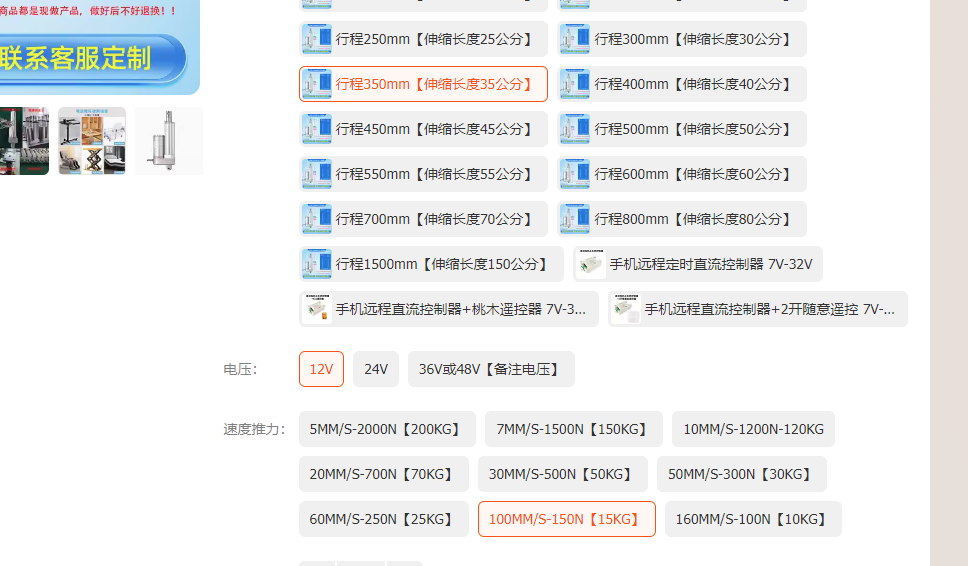 商品都是现做产品，做好后不好退换！！
联系客服定制
行程250mm【伸缩长度25公分】
行程300mm【伸缩长度30公分】
行程350mm【伸缩长度35公分】
行程400mm【伸缩长度40公分】
行程450mm【伸缩长度45公分】
行程500mm【伸缩长度50公分】
行程550mm【伸缩长度55公分】
行程600mm【伸缩长度60公分】
行程700mm【伸缩长度70公分】
行程800mm【伸缩长度80公分】
行程1500mm【伸缩长度150公分】
手机远程定时直流控制器 7V-32V
手机远程直流控制器+桃木遥控器 7V-3...
手机远程直流控制器+2开随意遥控 7V-...
电压：
12V
24V
36V或48V【备注电压】
速度推力：
5MM/S-2000N【200KG】
7MM/S-1500N【150KG】
10MM/S-1200N-120KG
20MM/S-700N【70KG】
30MM/S-500N【50KG】
50MM/S-300N【30KG】
60MM/S-250N【25KG】
100MM/S-150N【15KG】
160MM/S-100N【10KG】